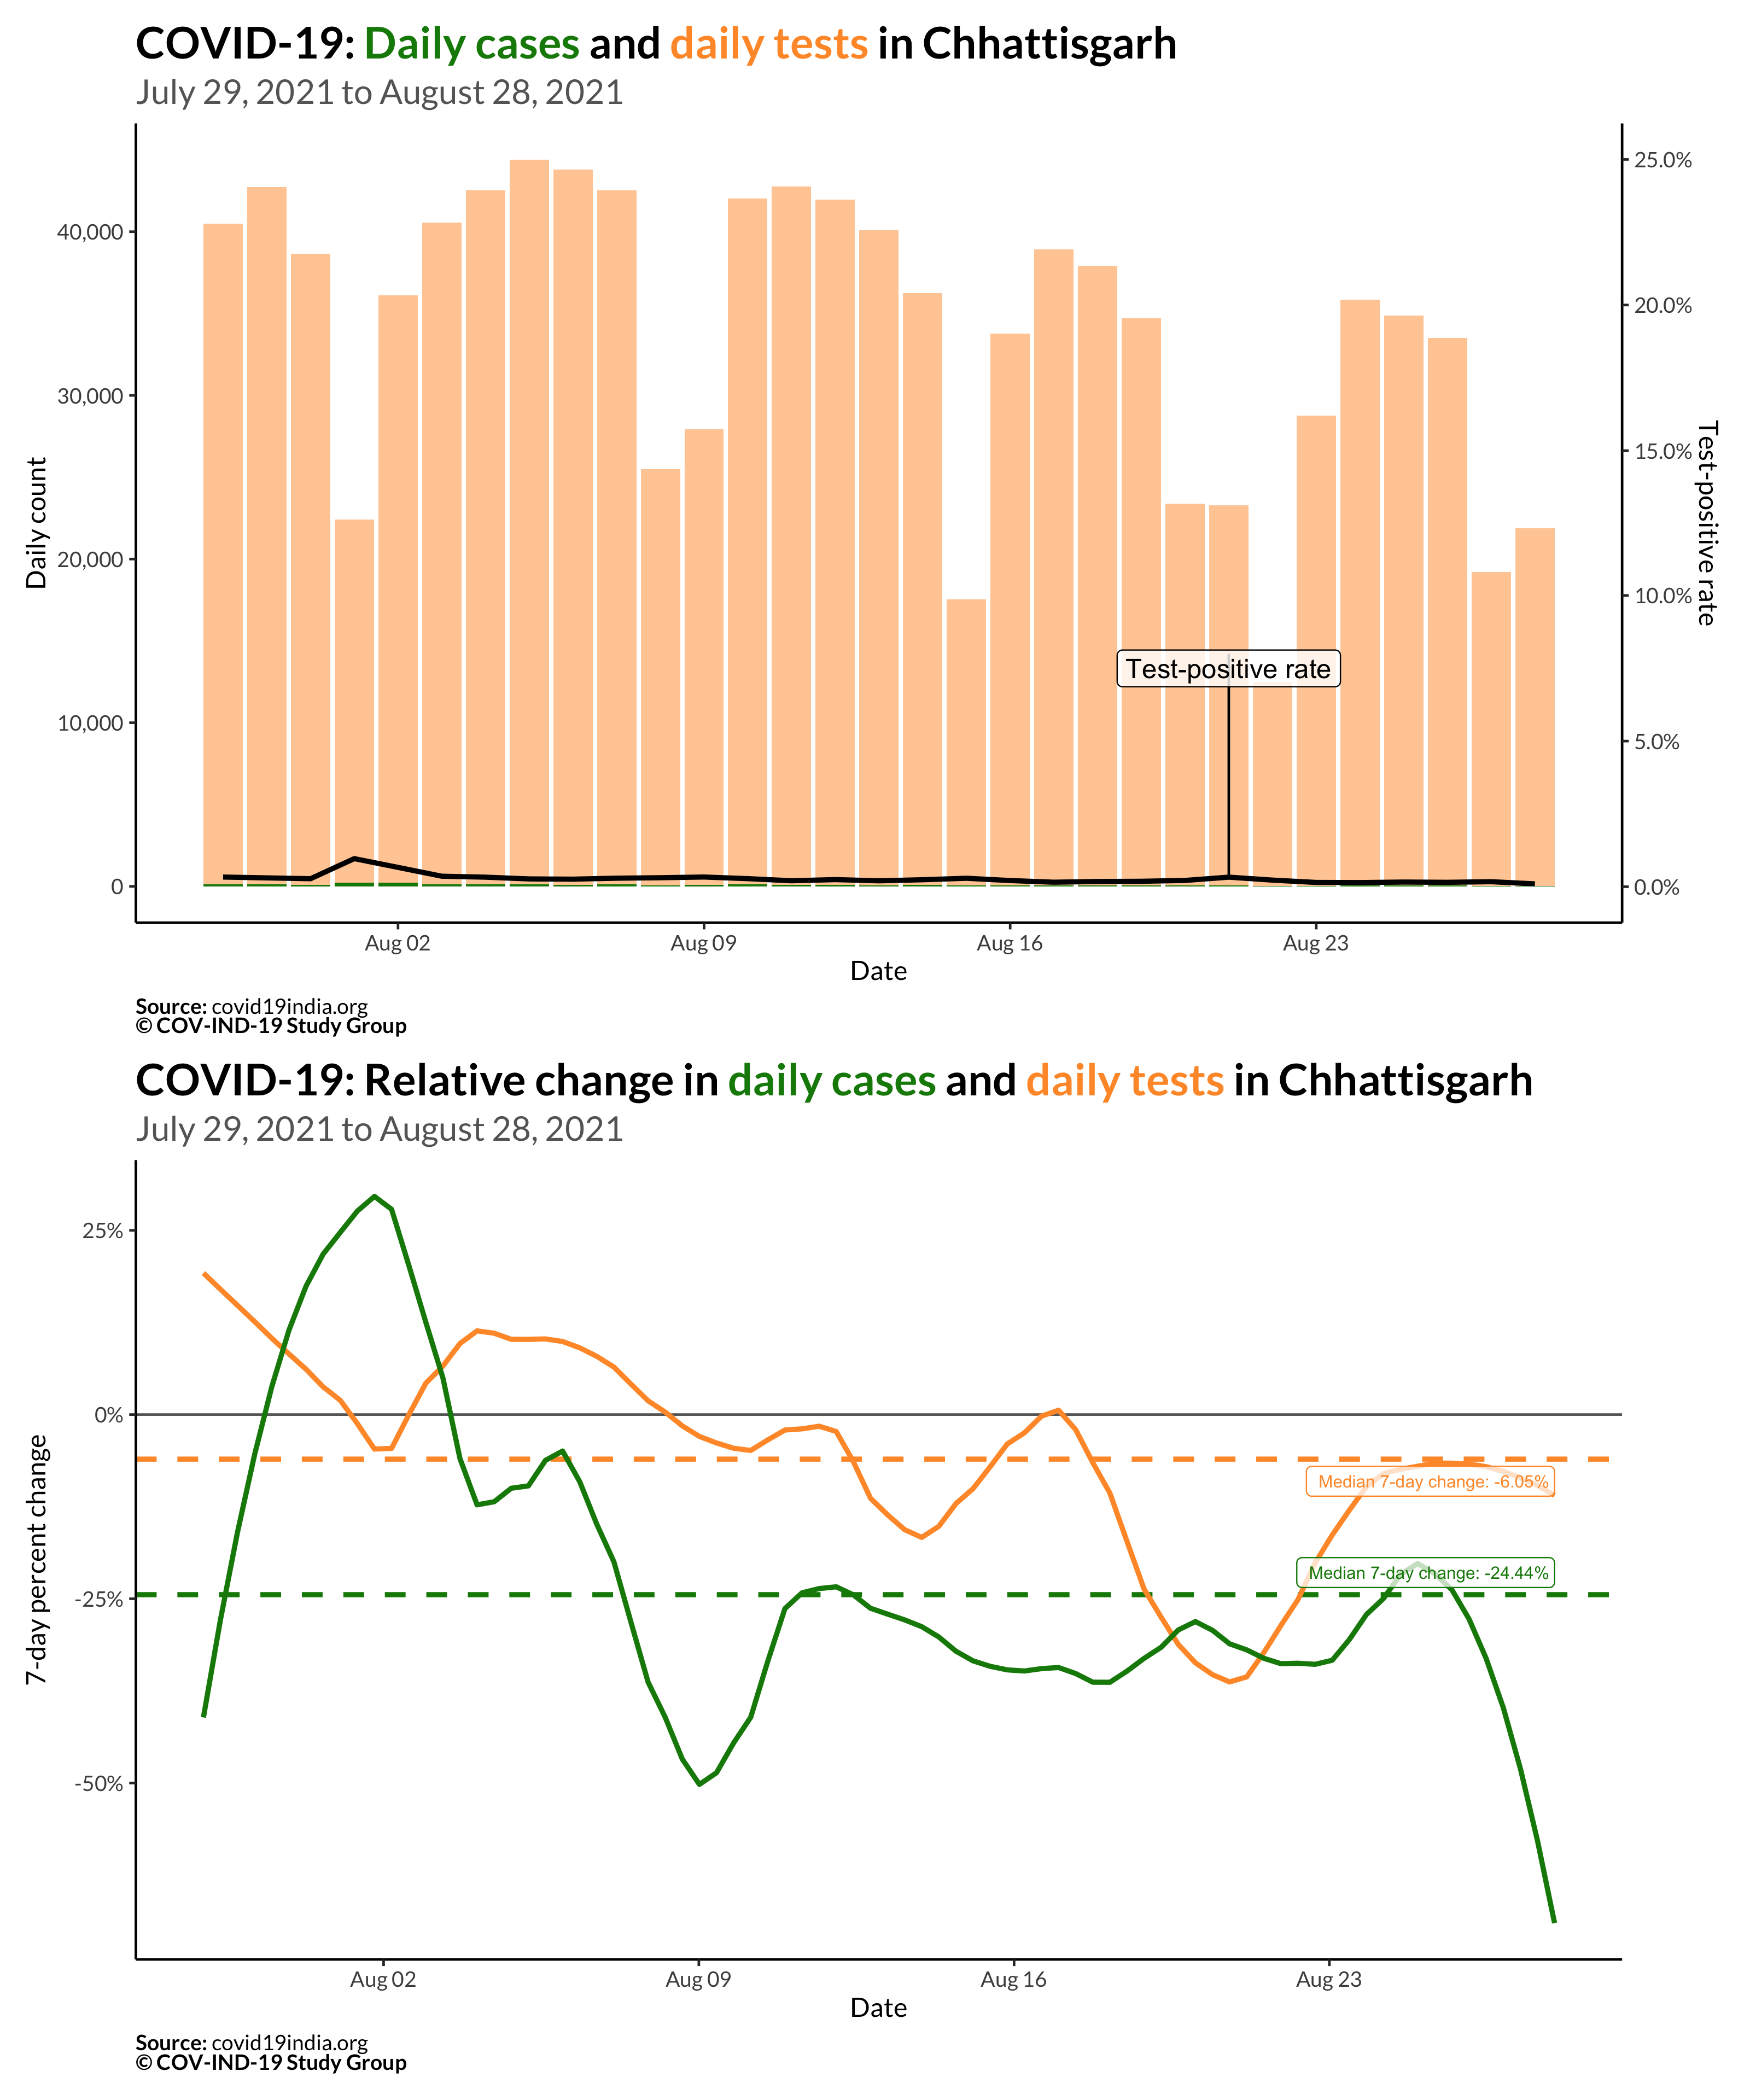 COVID-19: Daily cases and daily tests in Chhattisgarh
July 29, 2021 to August 28, 2021
40,000
30,000
20,000
10,000
0
Daily count
25.0%
20.0%
15.0%
10.0%
5.0%
0.0%
Test-positive rate
Test-positive rate
Aug 02
Aug 09
Aug 16
Aug 23
Date
Source: covid19india.org
© COV-IND-19 Study Group
COVID-19: Relative change in daily cases and daily tests in Chhattisgarh
July 29, 2021 to August 28, 2021
25%
0%
-25%
-50%
7-day percent change
Median 7-day change: -6.05%
Median 7-day change: -24.44%
Aug 02
Aug 09
Aug 16
Aug 23
Date
Source: covid19india.org
© COV-IND-19 Study Group